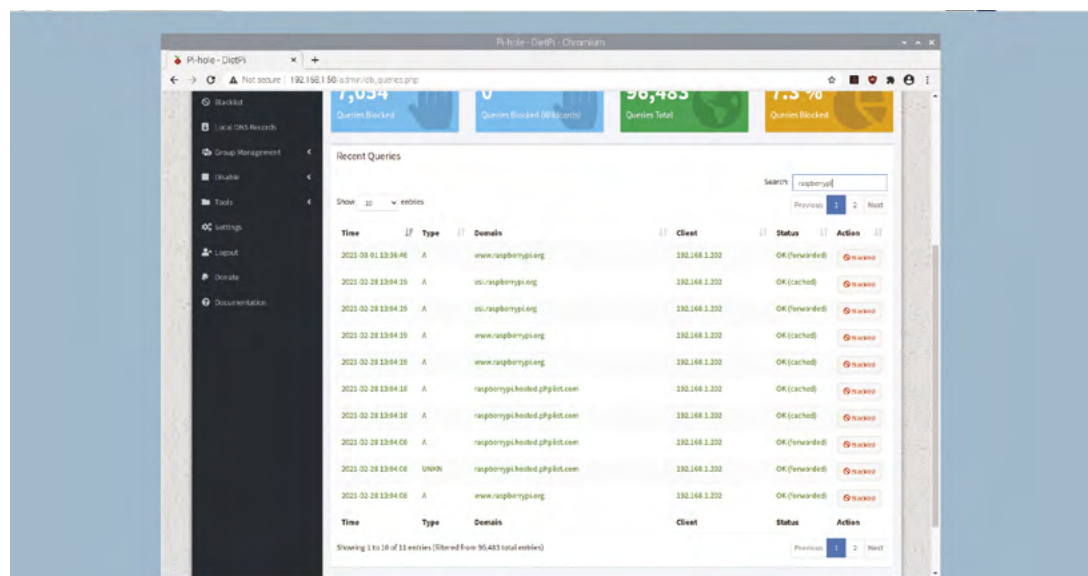 Pi-hole - DietPi - Chromium
Pi-hole - DietPi × +
Not secure | 192.168.1.50/admin/db_queries.php
7,054
0
96,483
7.3 %
Queries Blocked
Queries Blocked (Wildcards)
Queries Total
Queries Blocked
Blacklist
Local DNS Records
Group Management
Disable
Tools
Settings
Logout
Donate
Documentation
Recent Queries
Search: raspberrypi
Show 10 entries
Previous 1 2 Next
Time Type Domain Client Status Action
2021-03-01 13:36:46 A www.raspberrypi.org 192.168.1.202 OK (forwarded) Blacklist
2021-02-28 13:04:19 A osi.raspberrypi.org 192.168.1.202 OK (cached) Blacklist
2021-02-28 13:04:19 A osi.raspberrypi.org 192.168.1.202 OK (forwarded) Blacklist
2021-02-28 13:04:19 A www.raspberrypi.org 192.168.1.202 OK (cached) Blacklist
2021-02-28 13:04:19 A www.raspberrypi.org 192.168.1.202 OK (cached) Blacklist
2021-02-28 13:04:18 A raspberrypi.hosted.phplist.com 192.168.1.202 OK (cached) Blacklist
2021-02-28 13:04:18 A raspberrypi.hosted.phplist.com 192.168.1.202 OK (cached) Blacklist
2021-02-28 13:04:08 A raspberrypi.hosted.phplist.com 192.168.1.202 OK (forwarded) Blacklist
2021-02-28 13:04:08 UNKN raspberrypi.hosted.phplist.com 192.168.1.202 OK (forwarded) Blacklist
2021-02-28 13:04:08 A www.raspberrypi.org 192.168.1.202 OK (forwarded) Blacklist
Time Type Domain Client Status Action
Showing 1 to 10 of 11 entries (filtered from 96,483 total entries)
Previous 1 2 Next